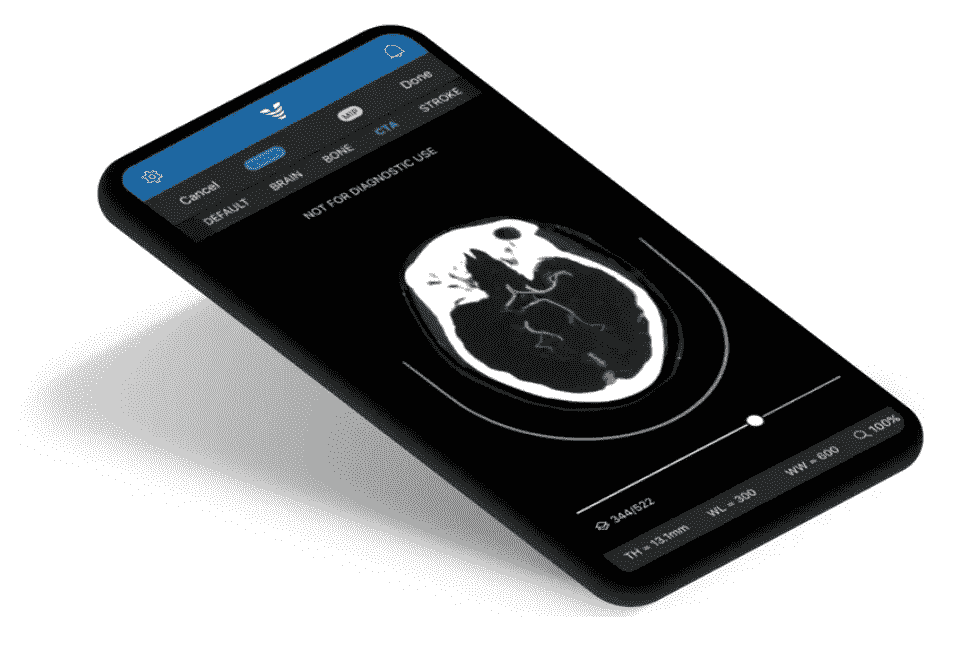 Cancel MIP Done
DEFAULT BRAIN BONE CTA STROKE
NOT FOR DIAGNOSTIC USE
344/522
TH = 13.1mm WL = 300 WW = 600 100%